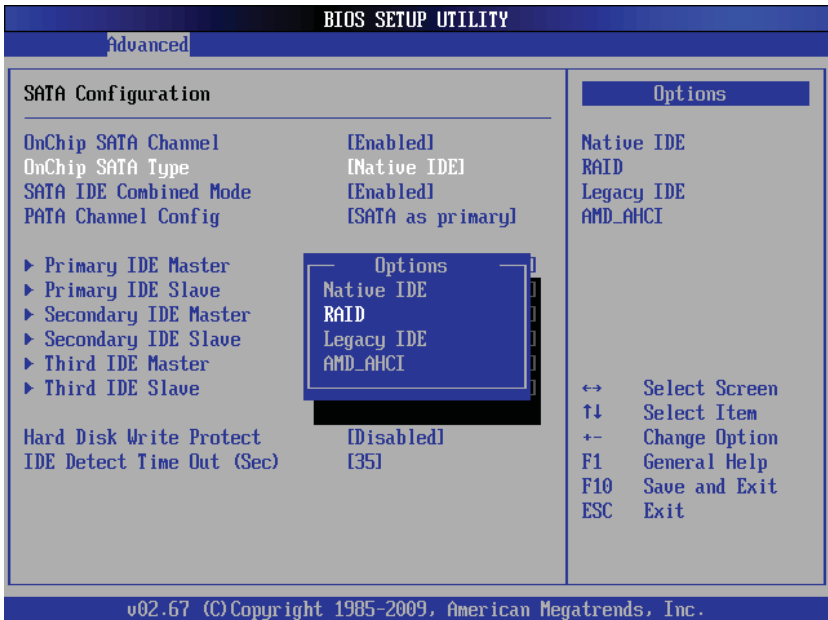 BIOS SETUP UTILITY
Advanced
SATA Configuration
OnChip SATA Channel [Enabled]
OnChip SATA Type [Native IDE]
SATA IDE Combined Mode [Enabled]
PATA Channel Config [SATA as primary]
▶ Primary IDE Master ]
▶ Primary IDE Slave ]
▶ Secondary IDE Master ]
▶ Secondary IDE Slave ]
▶ Third IDE Master ]
▶ Third IDE Slave ]
Options
Native IDE
RAID
Legacy IDE
AMD_AHCI
Hard Disk Write Protect [Disabled]
IDE Detect Time Out (Sec) [35]
Options
Native IDE
RAID
Legacy IDE
AMD_AHCI
↔ Select Screen
↑↓ Select Item
+- Change Option
F1 General Help
F10 Save and Exit
ESC Exit
v02.67 (C)Copyright 1985-2009, American Megatrends, Inc.